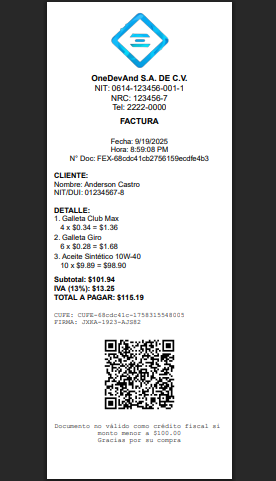 OneDevAnd S.A. DE C.V.
NIT: 0614-123456-001-1
NRC: 123456-7
Tel: 2222-0000
FACTURA
Fecha: 9/19/2025
Hora: 8:59:08 PM
N° Doc: FEX-68cdc41cb2756159ecdfe4b3
CLIENTE:
Nombre: Anderson Castro
NIT/DUI: 01234567-8
DETALLE:
1. Galleta Club Max
4 x $0.34 = $1.36
2. Galleta Giro
6 x $0.28 = $1.68
3. Aceite Sintético 10W-40
10 x $9.89 = $98.90
Subtotal: $101.94
IVA (13%): $13.25
TOTAL A PAGAR: $115.19
CUFE: CUFE-68cdc41c-1758315548005
FIRMA: JXKA-1923-AJS82
Documento no válido como crédito fiscal si
monto menor a $100.00
Gracias por su compra